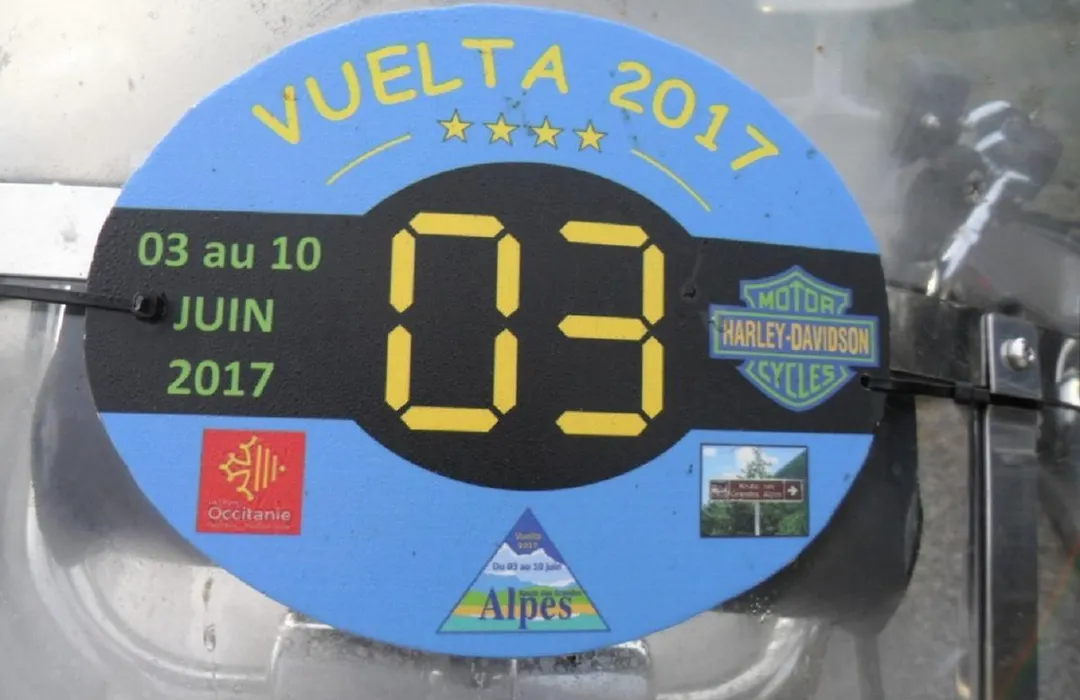 VUELTA 2017
03 au 10
JUIN
2017
03
MOTOR
HARLEY-DAVIDSON
CYCLES
Occitanie
Grandes Alpes
Vuelta
2017
Du 03 au 10 juin
Route des Grandes
Alpes